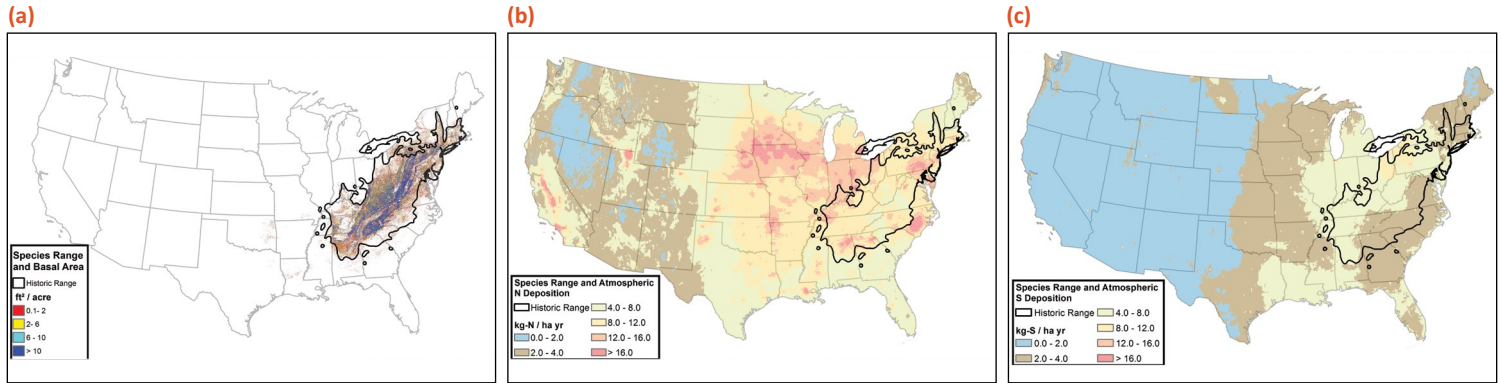 (a)
(b)
(c)
Species Range
and Basal Area
Historic Range
ft² / acre
0.1- 2
2- 6
6 - 10
> 10
Species Range and Atmospheric
N Deposition
Historic Range
kg-N / ha yr
0.0 - 2.0
2.0 - 4.0
4.0 - 8.0
8.0 - 12.0
12.0 - 16.0
> 16.0
Species Range and Atmospheric
S Deposition
Historic Range
kg-S / ha yr
0.0 - 2.0
2.0 - 4.0
4.0 - 8.0
8.0 - 12.0
12.0 - 16.0
> 16.0